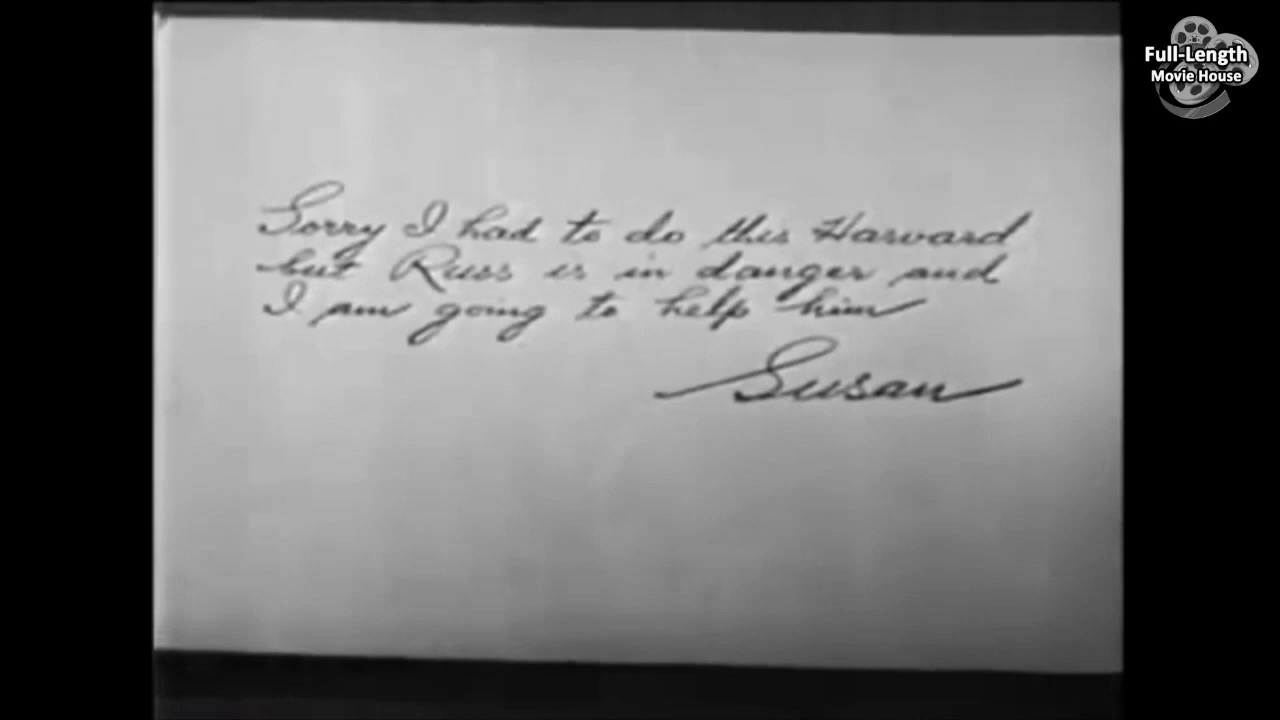 Full-Length
Movie House
Sorry I had to do this Harvard
but Russ is in danger and
I am going to help him
Susan